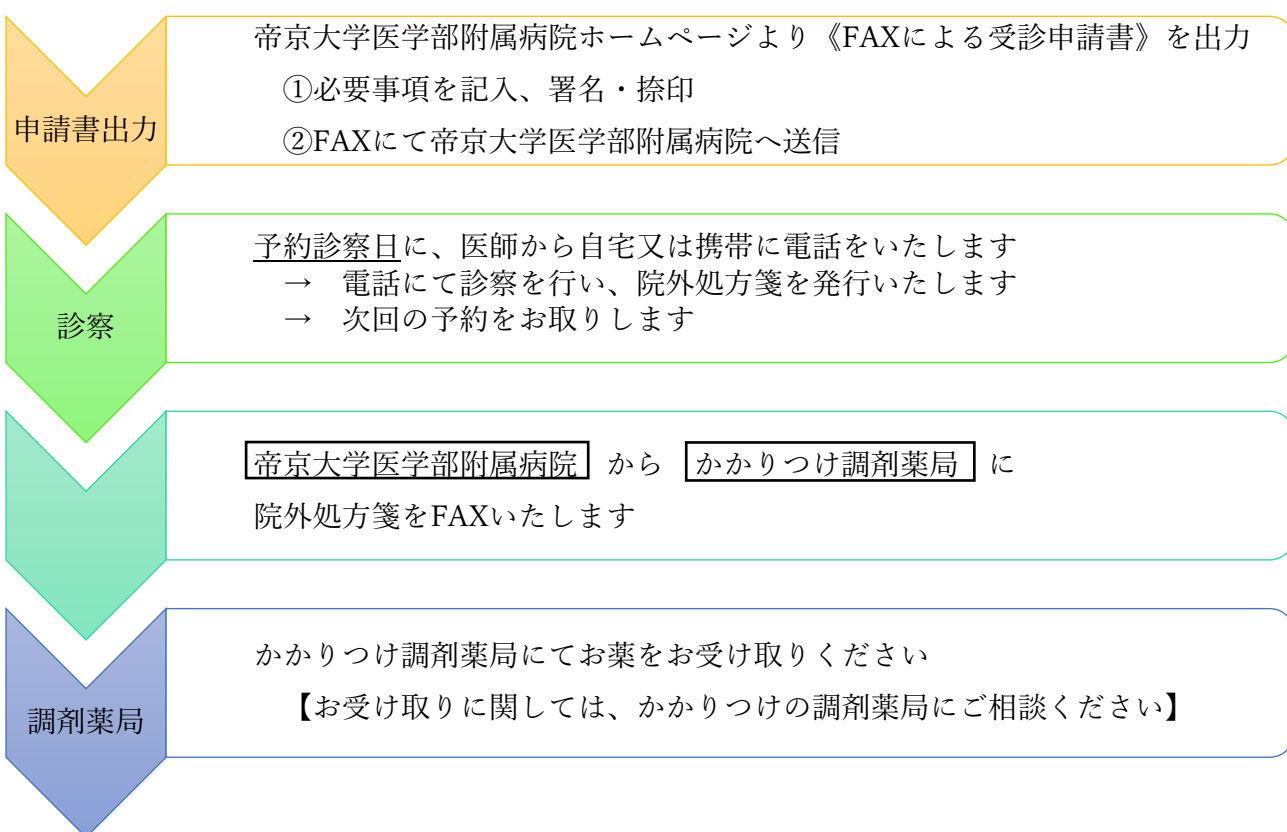 帝京大学医学部附属病院ホームページより《FAXによる受診申請書》を出力
①必要事項を記入、署名・捺印
②FAXにて帝京大学医学部附属病院へ送信
申請書出力
予約診察日に、医師から自宅又は携帯に電話をいたします
→ 電話にて診察を行い、院外処方箋を発行いたします
→ 次回の予約をお取りします
診察
帝京大学医学部附属病院 から かかりつけ調剤薬局 に
院外処方箋をFAXいたします
かかりつけ調剤薬局にてお薬をお受け取りください
【お受け取りに関しては、かかりつけの調剤薬局にご相談ください】
調剤薬局